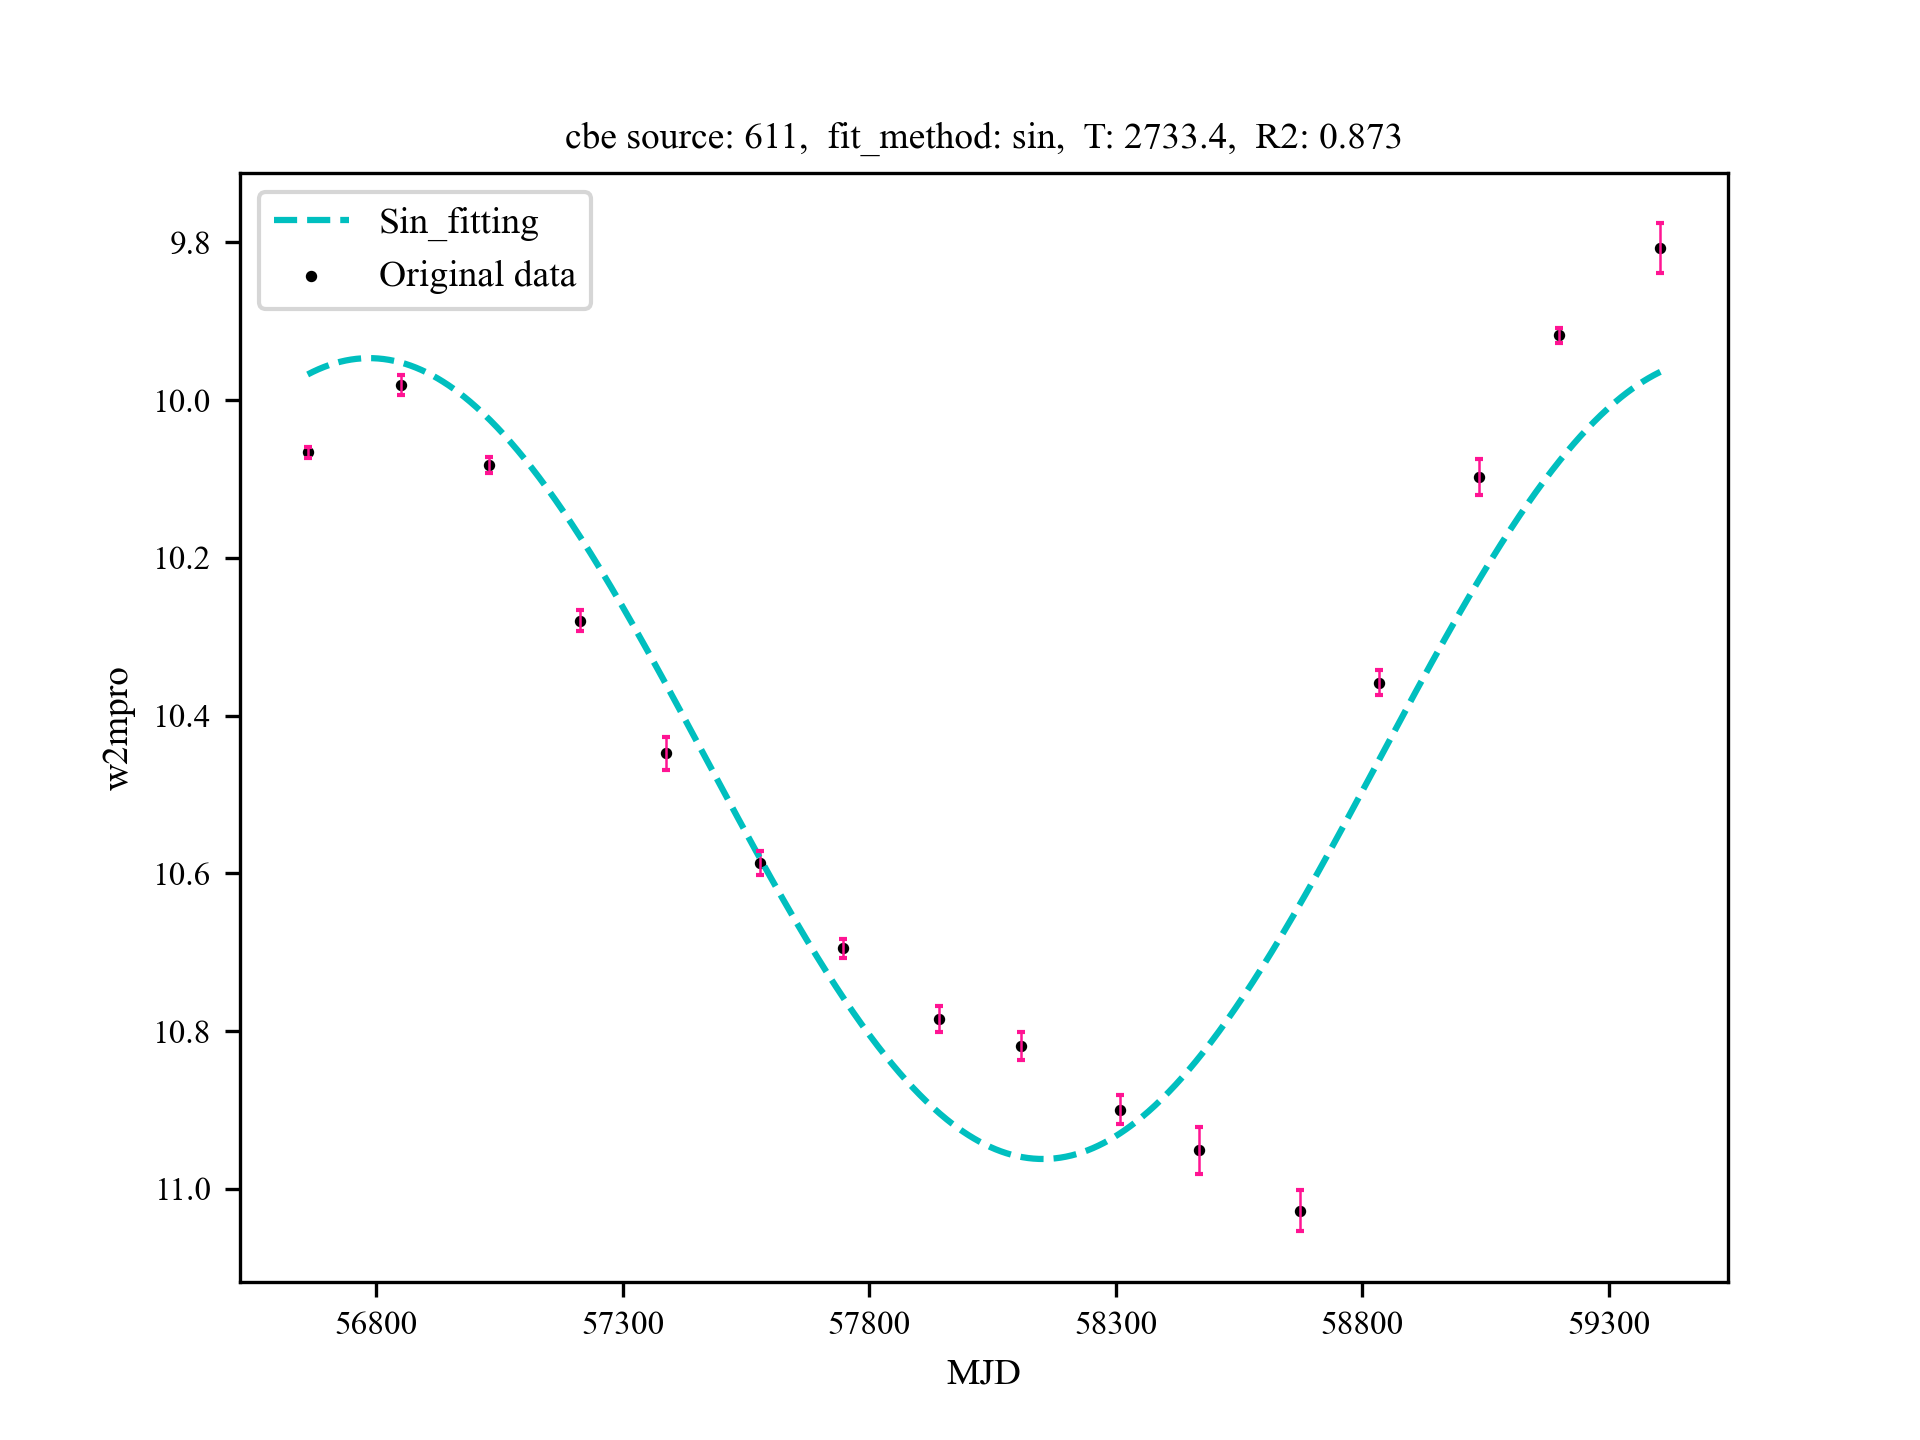 cbe source: 611,  fit_method: sin,  T: 2733.4,  R2: 0.873
Sin_fitting
Original data
9.8
10.0
10.2
10.4
10.6
10.8
11.0
w2mpro
56800 57300 57800 58300 58800 59300
MJD